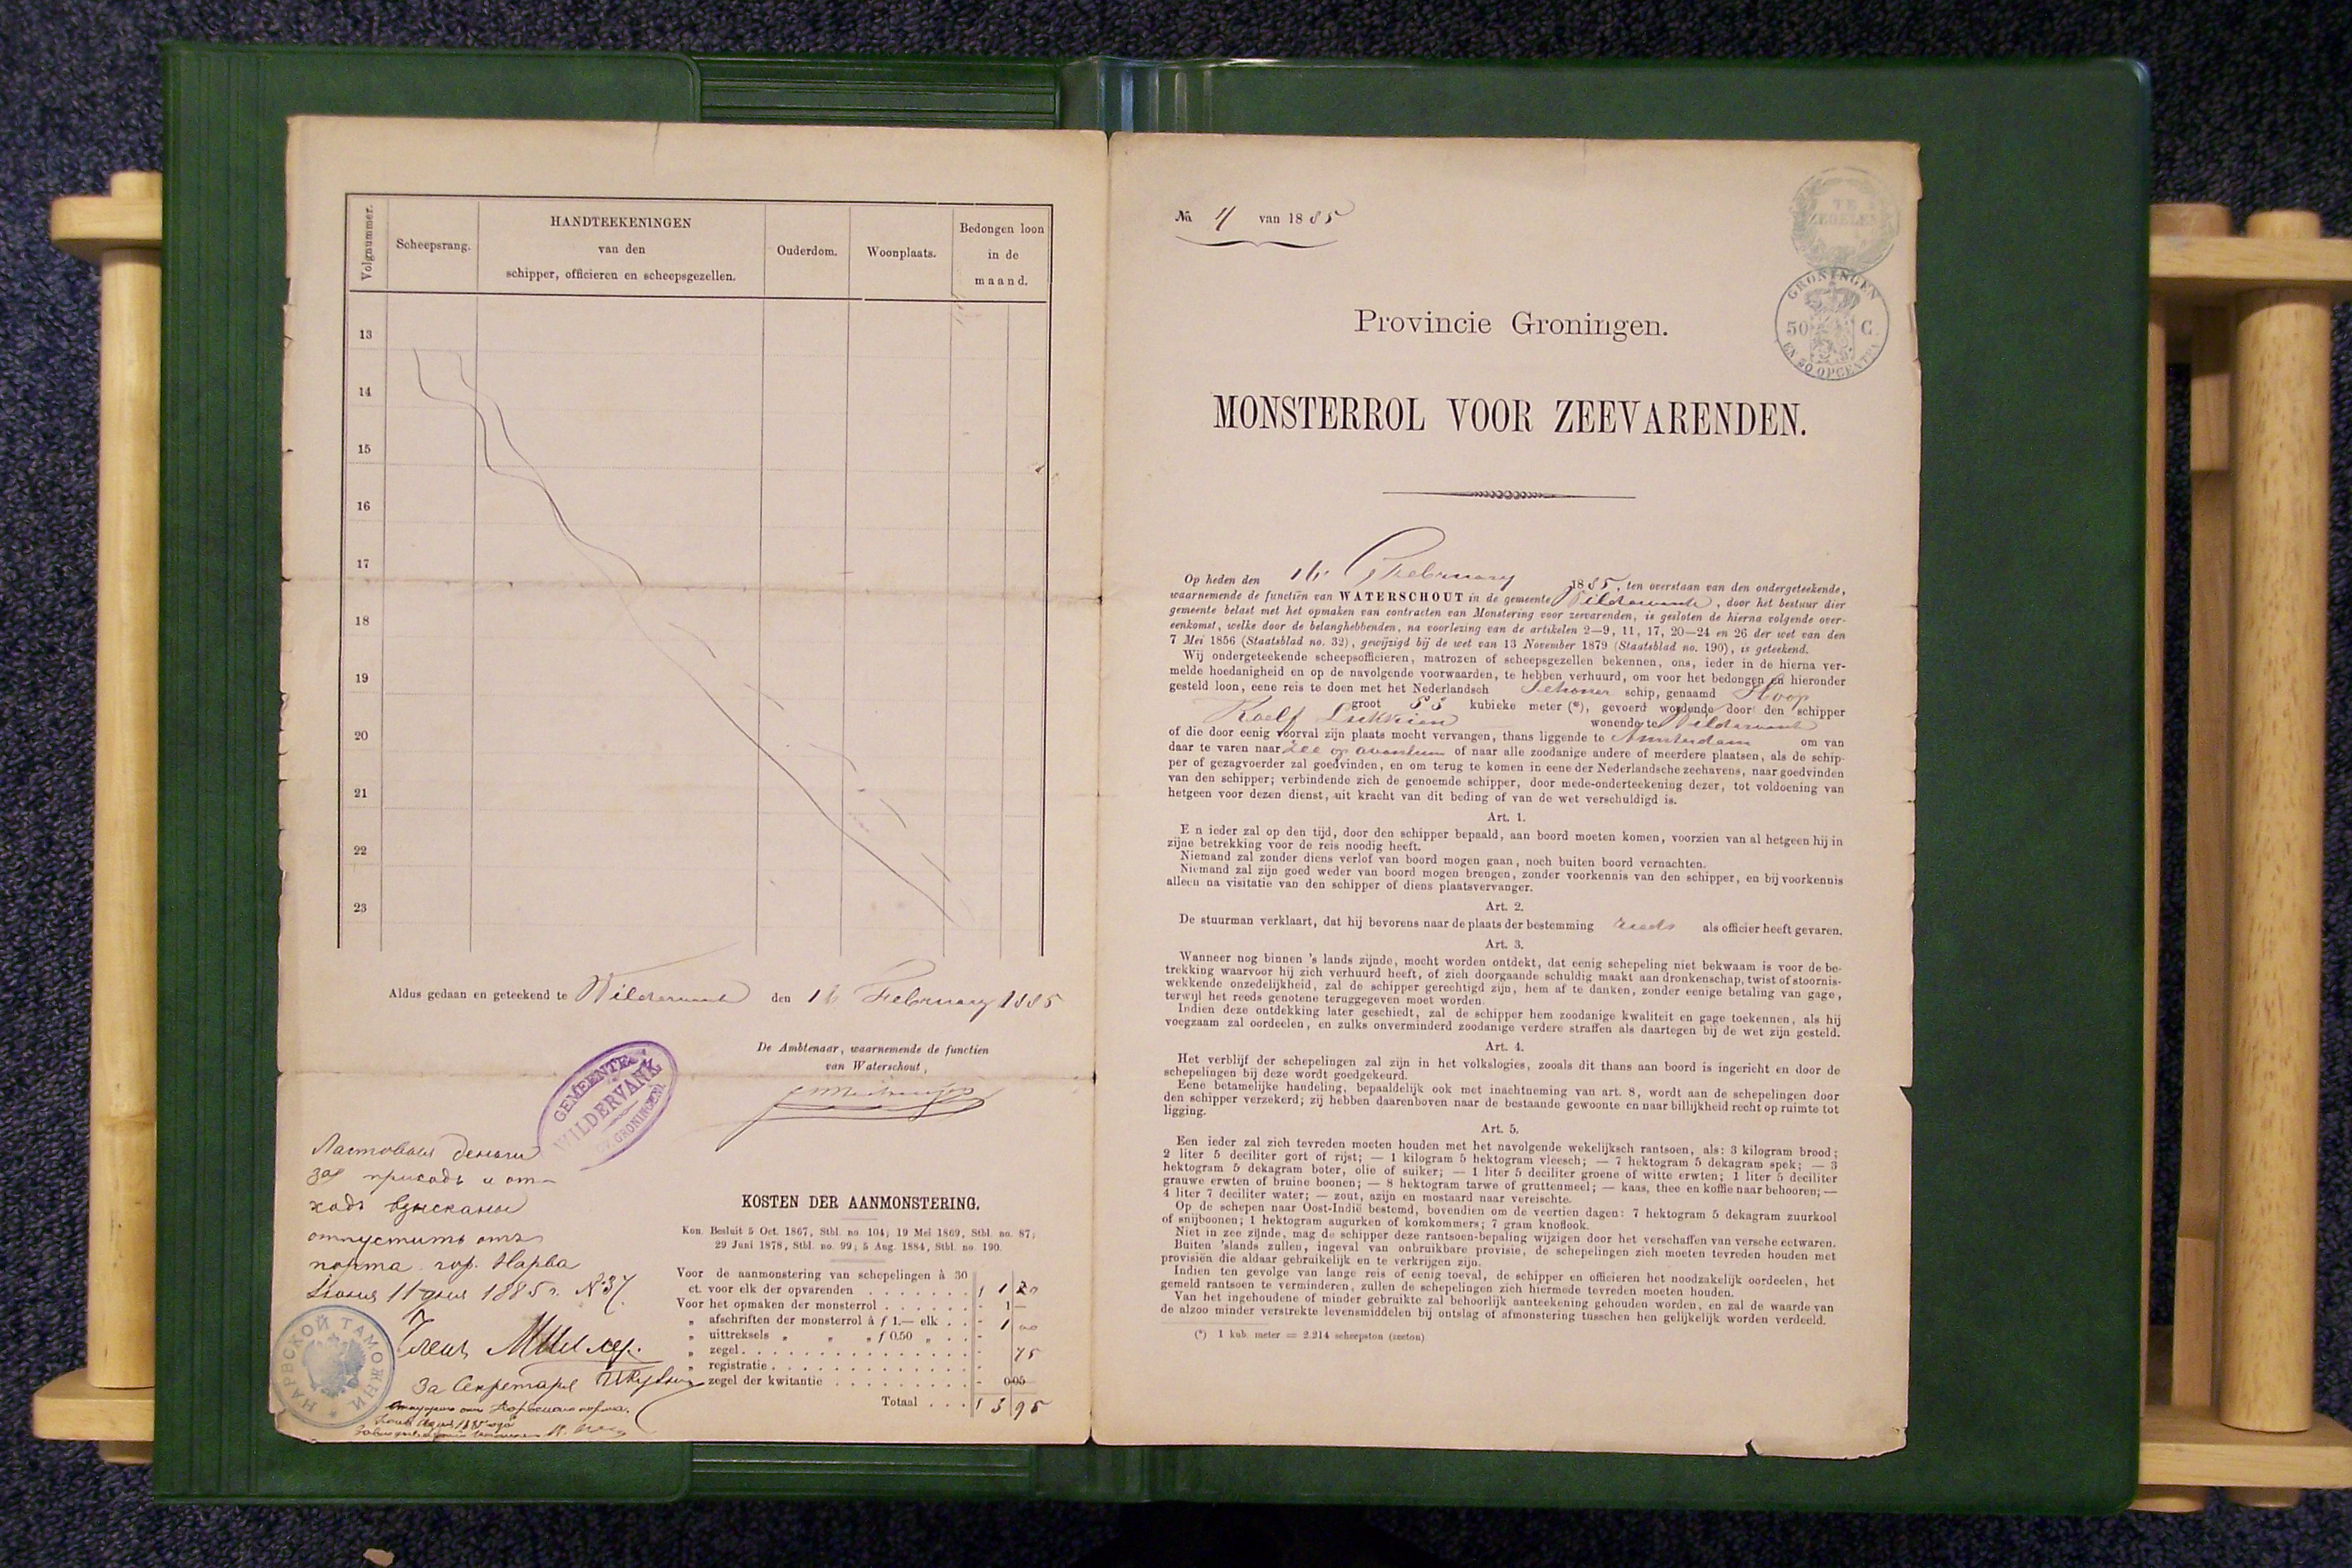 Volgnummer.
Scheepsrang.
HANDTEEKENINGEN
van den
schipper, officieren en scheepsgezellen.
Ouderdom.
Woonplaats.
Bedongen loon
in de
maand.
13
14
15
16
17
18
19
20
21
22
23
Aldus gedaan en geteekend te Wildervank den 16 February 1885
De Ambtenaar, waarnemende de functien
van Waterschout,
GEMEENTE
WILDERVANK
GRONINGEN.
Ластовыя деньги
за приходъ и от-
ходъ взысканы
отпустить отъ
порта гор. Нарва
Июня 11 дня 1885 г. №37
Членъ Миллер.
За Секретаря
НАРВСКОЙ ТАМОЖНИ
KOSTEN DER AANMONSTERING.
Kon. Besluit 5 Oct. 1867, Stbl. no. 104; 19 Mei 1869, Stbl. no. 87;
29 Juni 1878, Stbl. no. 99; 5 Aug. 1884, Stbl. no. 190.
Voor de aanmonstering van schepelingen à 30
ct. voor elk der opvarenden . . . . . . . f 1 20
Voor het opmaken der monsterrol . . . . . . - 1 —
„ afschriften der monsterrol à f 1.— elk . . - 1 00
„ uittreksels „ „ „ f 0.50 „ . . -
„ zegel . . . . . . . . . . . . . . . - 75
„ registratie . . . . . . . . . . . . . -
„ zegel der kwitantie . . . . . . . . . - 005
Totaal . . . f 3 95
No. 4 van 1885
TE ZEGELEN
GRONINGEN
50 C.
EN 50 OPCENTEN
Provincie Groningen.
MONSTERROL VOOR ZEEVARENDEN.
Op heden den 16 February 1885, ten overstaan van den ondergeteekende,
waarnemende de functiën van WATERSCHOUT in de gemeente Wildervank, door het bestuur dier
gemeente belast met het opmaken van contracten van Monstering voor zeevarenden, is gesloten de hierna volgende over-
eenkomst, welke door de belanghebbenden, na voorlezing van de artikelen 2—9, 11, 17, 20—24 en 26 der wet van den
7 Mei 1856 (Staatsblad no. 32), gewijzigd bij de wet van 13 November 1879 (Staatsblad no. 190), is geteekend.
Wij ondergeteekende scheepsofficieren, matrozen of scheepsgezellen bekennen, ons, ieder in de hierna ver-
melde hoedanigheid en op de navolgende voorwaarden, te hebben verhuurd, om voor het bedongen en hieronder
gesteld loon, eene reis te doen met het Nederlandsch Schoner schip, genaamd Hoop
groot 83 kubieke meter (*), gevoerd wordende door den schipper
Roelf Lukkien wonende te Wildervank
of die door eenig voorval zijn plaats mocht vervangen, thans liggende te Amsterdam om van
daar te varen naar Zee op avontuur of naar alle zoodanige andere of meerdere plaatsen, als de schip-
per of gezagvoerder zal goedvinden, en om terug te komen in eene der Nederlandsche zeehavens, naar goedvinden
van den schipper; verbindende zich de genoemde schipper, door mede-onderteekening dezer, tot voldoening van
hetgeen voor dezen dienst, uit kracht van dit beding of van de wet verschuldigd is.
Art. 1.
E n ieder zal op den tijd, door den schipper bepaald, aan boord moeten komen, voorzien van al hetgeen hij in
zijne betrekking voor de reis noodig heeft.
Niemand zal zonder diens verlof van boord mogen gaan, noch buiten boord vernachten.
Niemand zal zijn goed weder van boord mogen brengen, zonder voorkennis van den schipper, en bij voorkennis
alleen na visitatie van den schipper of diens plaatsvervanger.
Art. 2.
De stuurman verklaart, dat hij bevorens naar de plaats der bestemming reeds als officier heeft gevaren.
Art. 3.
Wanneer nog binnen 's lands zijnde, mocht worden ontdekt, dat eenig schepeling niet bekwaam is voor de be-
trekking waarvoor hij zich verhuurd heeft, of zich doorgaande schuldig maakt aan dronkenschap, twist of stoornis-
wekkende onzedelijkheid, zal de schipper gerechtigd zijn, hem af te danken, zonder eenige betaling van gage,
terwijl het reeds genotene teruggegeven moet worden.
Indien deze ontdekking later geschiedt, zal de schipper hem zoodanige kwaliteit en gage toekennen, als hij
voegzaam zal oordeelen, en zulks onverminderd zoodanige verdere straffen als daartegen bij de wet zijn gesteld.
Art. 4.
Het verblijf der schepelingen zal zijn in het volkslogies, zooals dit thans aan boord is ingericht en door de
schepelingen bij deze wordt goedgekeurd.
Eene betamelijke handeling, bepaaldelijk ook met inachtneming van art. 8, wordt aan de schepelingen door
den schipper verzekerd; zij hebben daarenboven naar de bestaande gewoonte en naar billijkheid recht op ruimte tot
ligging.
Art. 5.
Een ieder zal zich tevreden moeten houden met het navolgende wekelijksch rantsoen, als: 3 kilogram brood;
2 liter 5 deciliter gort of rijst; — 1 kilogram 5 hektogram vleesch; — 7 hektogram 5 dekagram spek; — 3
hektogram 5 dekagram boter, olie of suiker; — 1 liter 5 deciliter groene of witte erwten; 1 liter 5 deciliter
grauwe erwten of bruine boonen; — 8 hektogram tarwe of gruttenmeel; — kaas, thee en koffie naar behooren; —
4 liter 7 deciliter water; — zout, azijn en mostaard naar vereischte.
Op de schepen naar Oost-Indië bestemd, bovendien om de veertien dagen: 7 hektogram 5 dekagram zuurkool
of snijboonen; 1 hektogram augurken of komkommers; 7 gram knoflook.
Niet in zee zijnde, mag de schipper deze rantsoen-bepaling wijzigen door het verschaffen van versche eetwaren.
Buiten 'slands zullen, ingeval van onbruikbare provisie, de schepelingen zich moeten tevreden houden met
provisiën die aldaar gebruikelijk en te verkrijgen zijn.
Indien ten gevolge van lange reis of eenig toeval, de schipper en officieren het noodzakelijk oordeelen, het
gemeld rantsoen te verminderen, zullen de schepelingen zich hiermede tevreden moeten houden.
Van het ingehoudene of minder gebruikte zal behoorlijk aanteekening gehouden worden, en zal de waarde van
de alzoo minder verstrekte levensmiddelen bij ontslag of afmonstering tusschen hen gelijkelijk worden verdeeld.
(*) 1 kub. meter = 2.214 scheepston (zeeton).